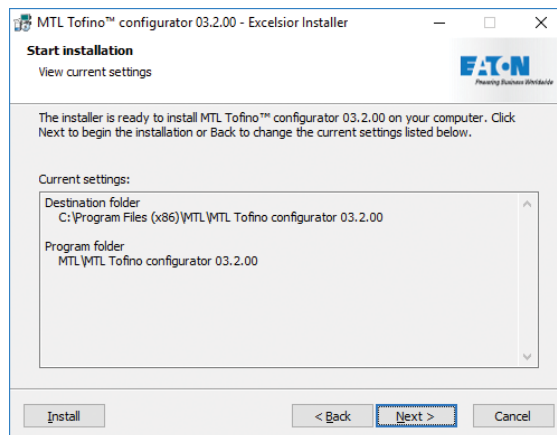 MTL Tofino™ configurator 03.2.00 - Excelsior Installer
Start installation
View current settings
EATON
Powering Business Worldwide
The installer is ready to install MTL Tofino™ configurator 03.2.00 on your computer. Click
Next to begin the installation or Back to change the current settings listed below.
Current settings:
Destination folder
C:\Program Files (x86)\MTL\MTL Tofino configurator 03.2.00
Program folder
MTL\MTL Tofino configurator 03.2.00
Install
< Back
Next >
Cancel